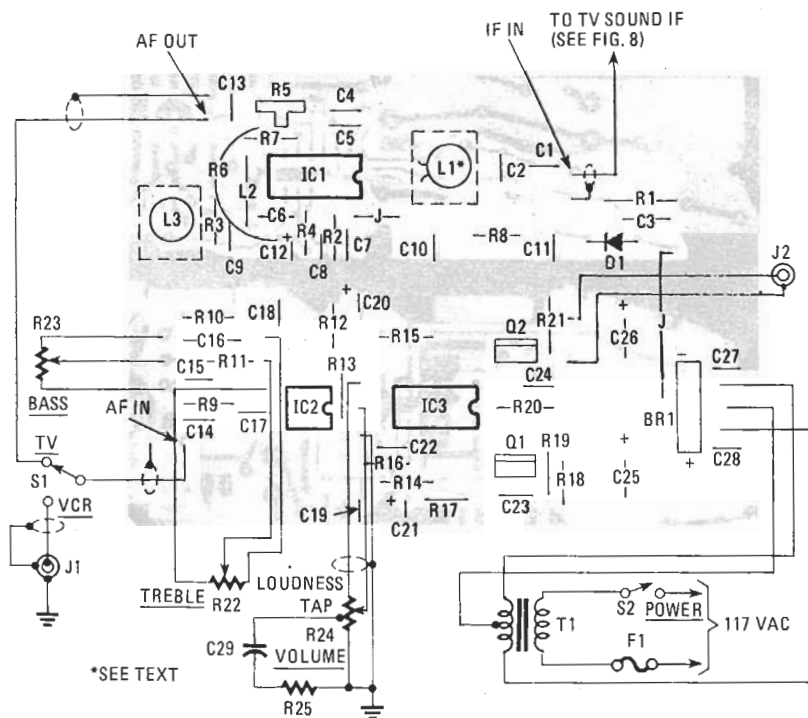 AF OUT
IF IN
TO TV SOUND IF
(SEE FIG. 8)
C13
R5
C4
C5
R7
R6
L2
IC1
L1*
C2
C1
L3
R3
C6
R4
R2
J
R1
C3
C9
+
C12
C8
C7
C10
R8
C11
D1
J2
+
C20
R23
R10
C18
R12
R15
Q2
R21
+
C26
J
C16
C15
R11
R13
C24
-
C27
BASS
AF IN
R9
C14
C17
IC2
IC3
R20
BR1
TV
S1
C22
R16
Q1
R19
+
+
C28
VCR
R14
C19
+
C21
R17
C23
R18
C25
J1
TREBLE
R22
LOUDNESS
TAP
R24
C29
VOLUME
R25
*SEE TEXT
T1
S2
POWER
F1
117 VAC